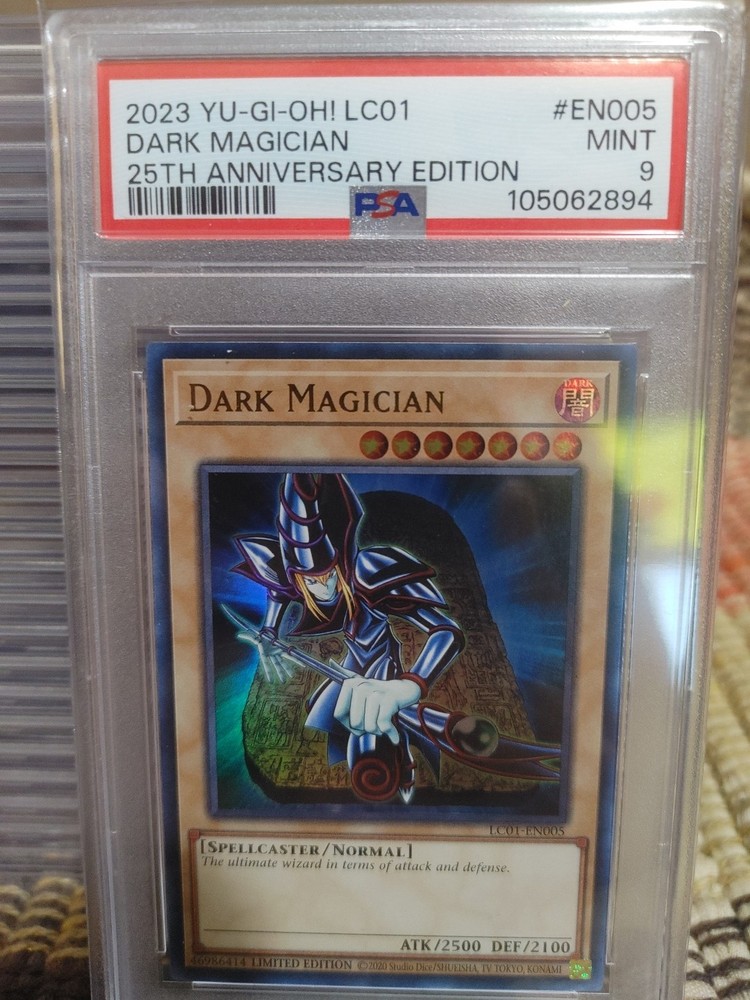 2023 YU-GI-OH! LC01 #EN005
DARK MAGICIAN MINT
25TH ANNIVERSARY EDITION 9
PSA 105062894
DARK MAGICIAN
DARK
闇
LC01-EN005
[SPELLCASTER/NORMAL]
The ultimate wizard in terms of attack and defense.
ATK/2500 DEF/2100
46986414 LIMITED EDITION ©2020 Studio Dice/SHUEISHA, TV TOKYO, KONAMI